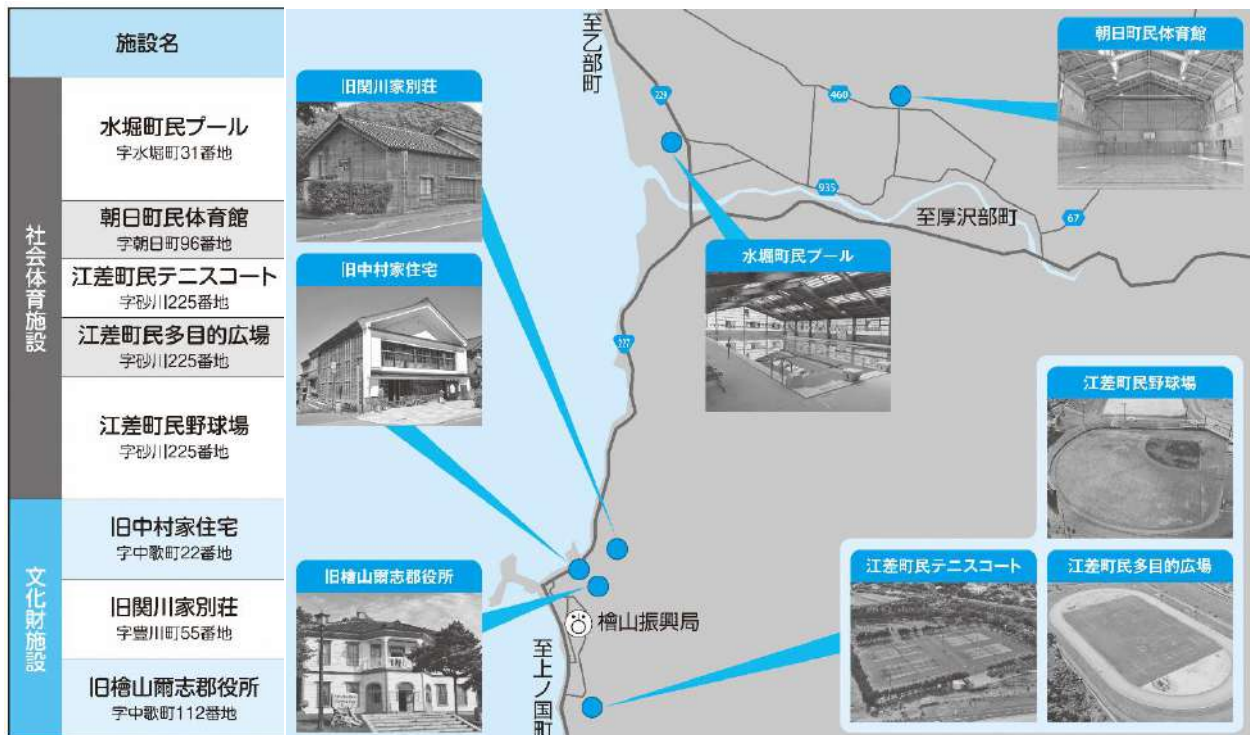 施設名
社会体育施設
水堀町民プール
字水堀町31番地
朝日町民体育館
字朝日町96番地
江差町民テニスコート
字砂川225番地
江差町民多目的広場
字砂川225番地
江差町民野球場
字砂川225番地
文化財施設
旧中村家住宅
字中歌町22番地
旧関川家別荘
字豊川町55番地
旧檜山爾志郡役所
字中歌町112番地
至乙部町
朝日町民体育館
旧関川家別荘
229
460
935
至厚沢部町
67
水堀町民プール
旧中村家住宅
227
江差町民野球場
旧檜山爾志郡役所
檜山振興局
江差町民テニスコート
江差町民多目的広場
至上ノ国町